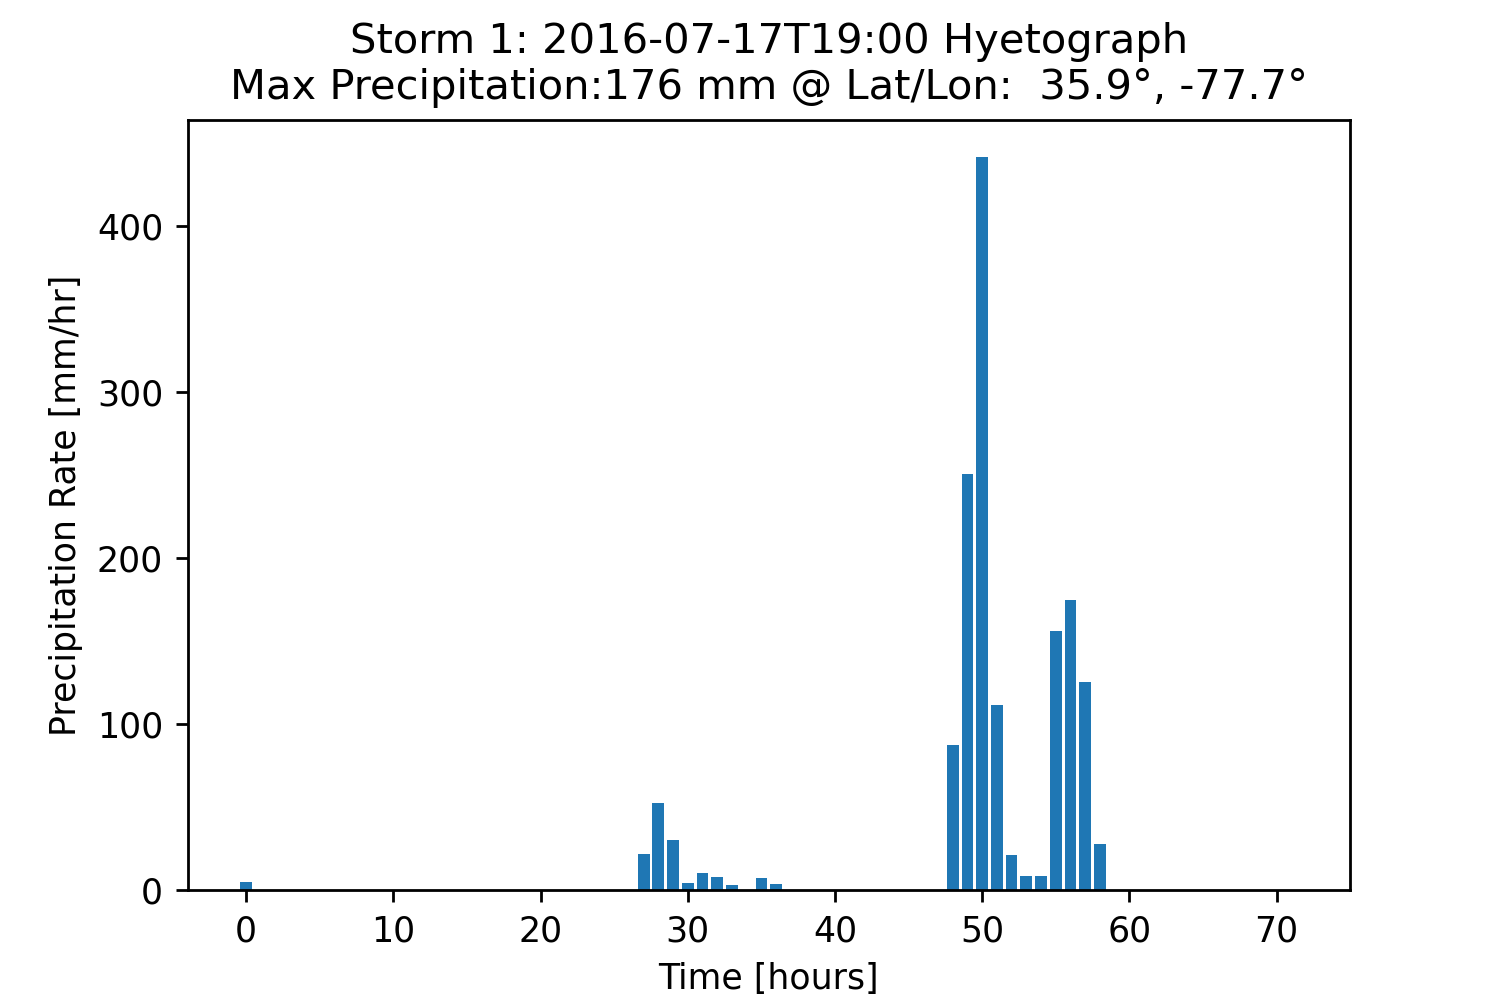 Storm 1: 2016-07-17T19:00 Hyetograph
Max Precipitation:176 mm @ Lat/Lon:  35.9°, -77.7°
400
300
200
100
0
Precipitation Rate [mm/hr]
0 10 20 30 40 50 60 70
Time [hours]